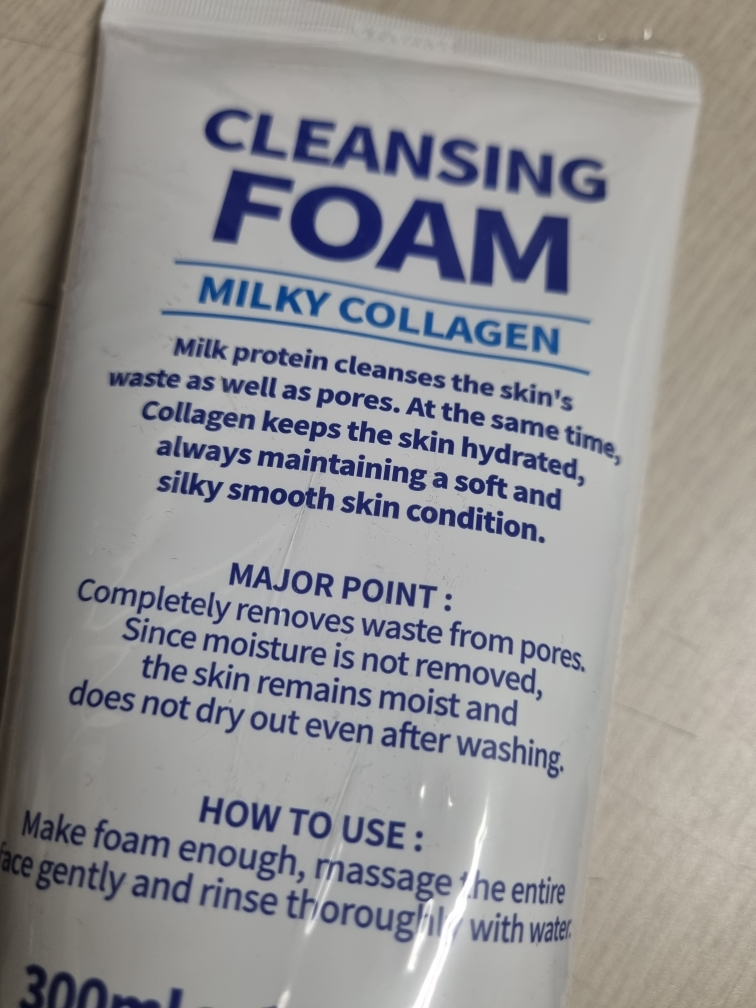 CLEANSING
FOAM
MILKY COLLAGEN
Milk protein cleanses the skin's
waste as well as pores. At the same time,
Collagen keeps the skin hydrated,
always maintaining a soft and
silky smooth skin condition.
MAJOR POINT :
Completely removes waste from pores.
Since moisture is not removed,
the skin remains moist and
does not dry out even after washing.
HOW TO USE :
Make foam enough, massage the entire
face gently and rinse thoroughly with water.
300ml